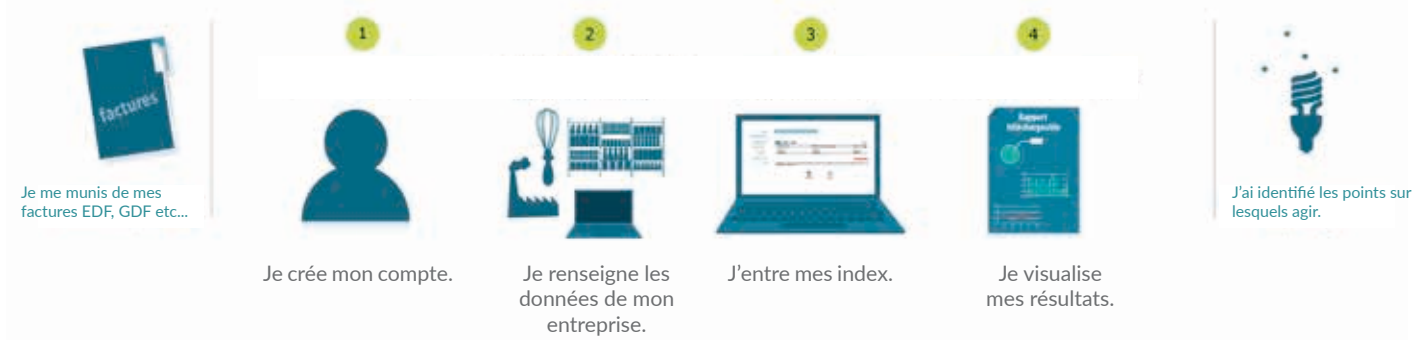 factures
Je me munis de mes
factures EDF, GDF etc...
1
Je crée mon compte.
2
Je renseigne les
données de mon
entreprise.
3
J'entre mes index.
4
Rapport
téléchargeable
Je visualise
mes résultats.
J'ai identifié les points sur
lesquels agir.